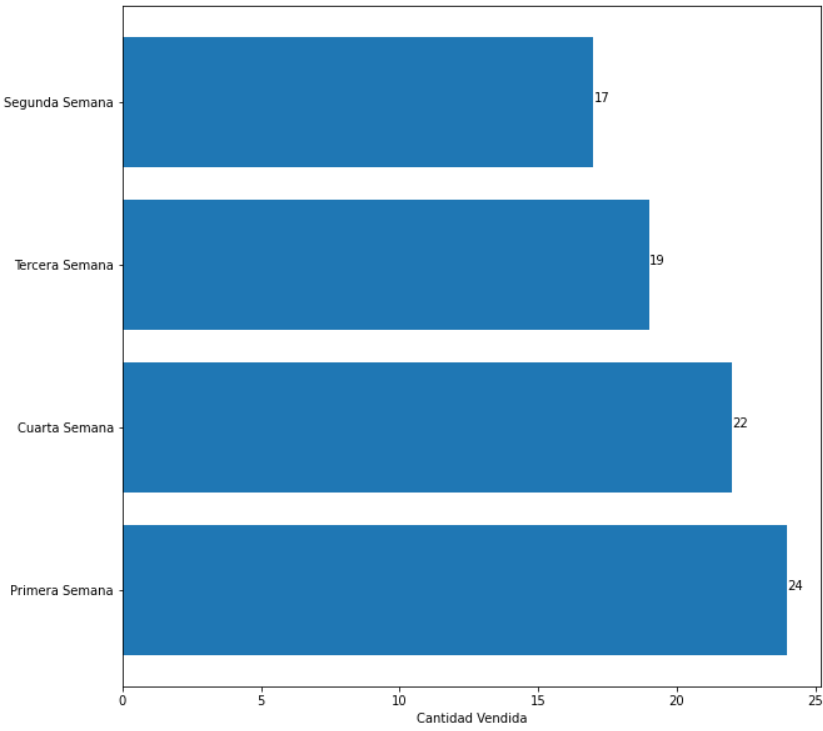 Segunda Semana
17
Tercera Semana
19
Cuarta Semana
22
Primera Semana
24
0 5 10 15 20 25
Cantidad Vendida